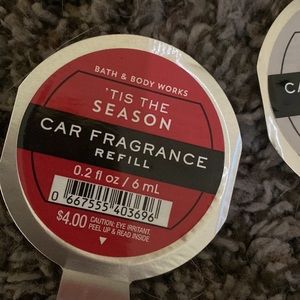 BATH & BODY WORKS
'TIS THE
SEASON
CAR FRAGRANCE
REFILL
0.2 fl oz / 6 mL
0 667555 403696
$4.00
CAUTION: EYE IRRITANT.
PEEL UP & READ INSIDE.
CA